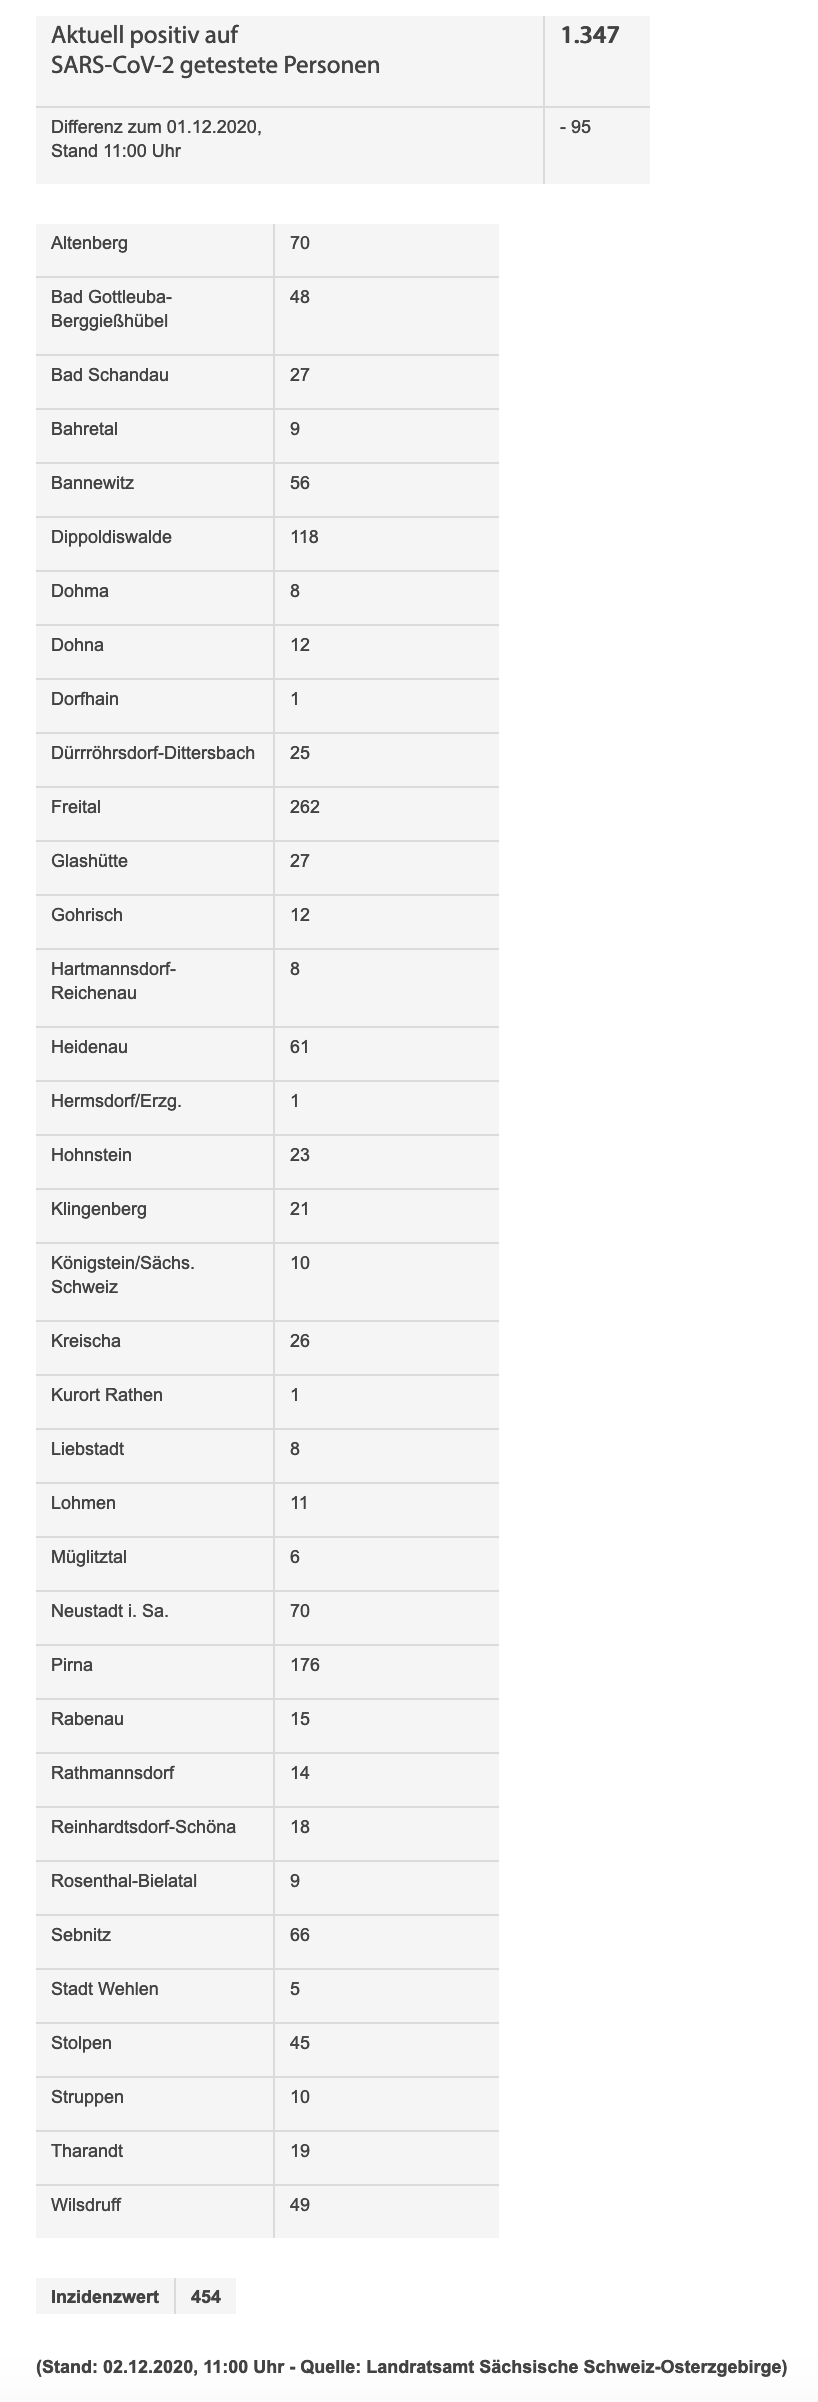 Aktuell positiv auf
SARS-CoV-2 getestete Personen
1.347
Differenz zum 01.12.2020,
Stand 11:00 Uhr
- 95
Altenberg 70
Bad Gottleuba- 48
Berggießhübel
Bad Schandau 27
Bahretal 9
Bannewitz 56
Dippoldiswalde 118
Dohma 8
Dohna 12
Dorfhain 1
Dürrröhrsdorf-Dittersbach 25
Freital 262
Glashütte 27
Gohrisch 12
Hartmannsdorf- 8
Reichenau
Heidenau 61
Hermsdorf/Erzg. 1
Hohnstein 23
Klingenberg 21
Königstein/Sächs. 10
Schweiz
Kreischa 26
Kurort Rathen 1
Liebstadt 8
Lohmen 11
Müglitztal 6
Neustadt i. Sa. 70
Pirna 176
Rabenau 15
Rathmannsdorf 14
Reinhardtsdorf-Schöna 18
Rosenthal-Bielatal 9
Sebnitz 66
Stadt Wehlen 5
Stolpen 45
Struppen 10
Tharandt 19
Wilsdruff 49
Inzidenzwert 454
(Stand: 02.12.2020, 11:00 Uhr - Quelle: Landratsamt Sächsische Schweiz-Osterzgebirge)